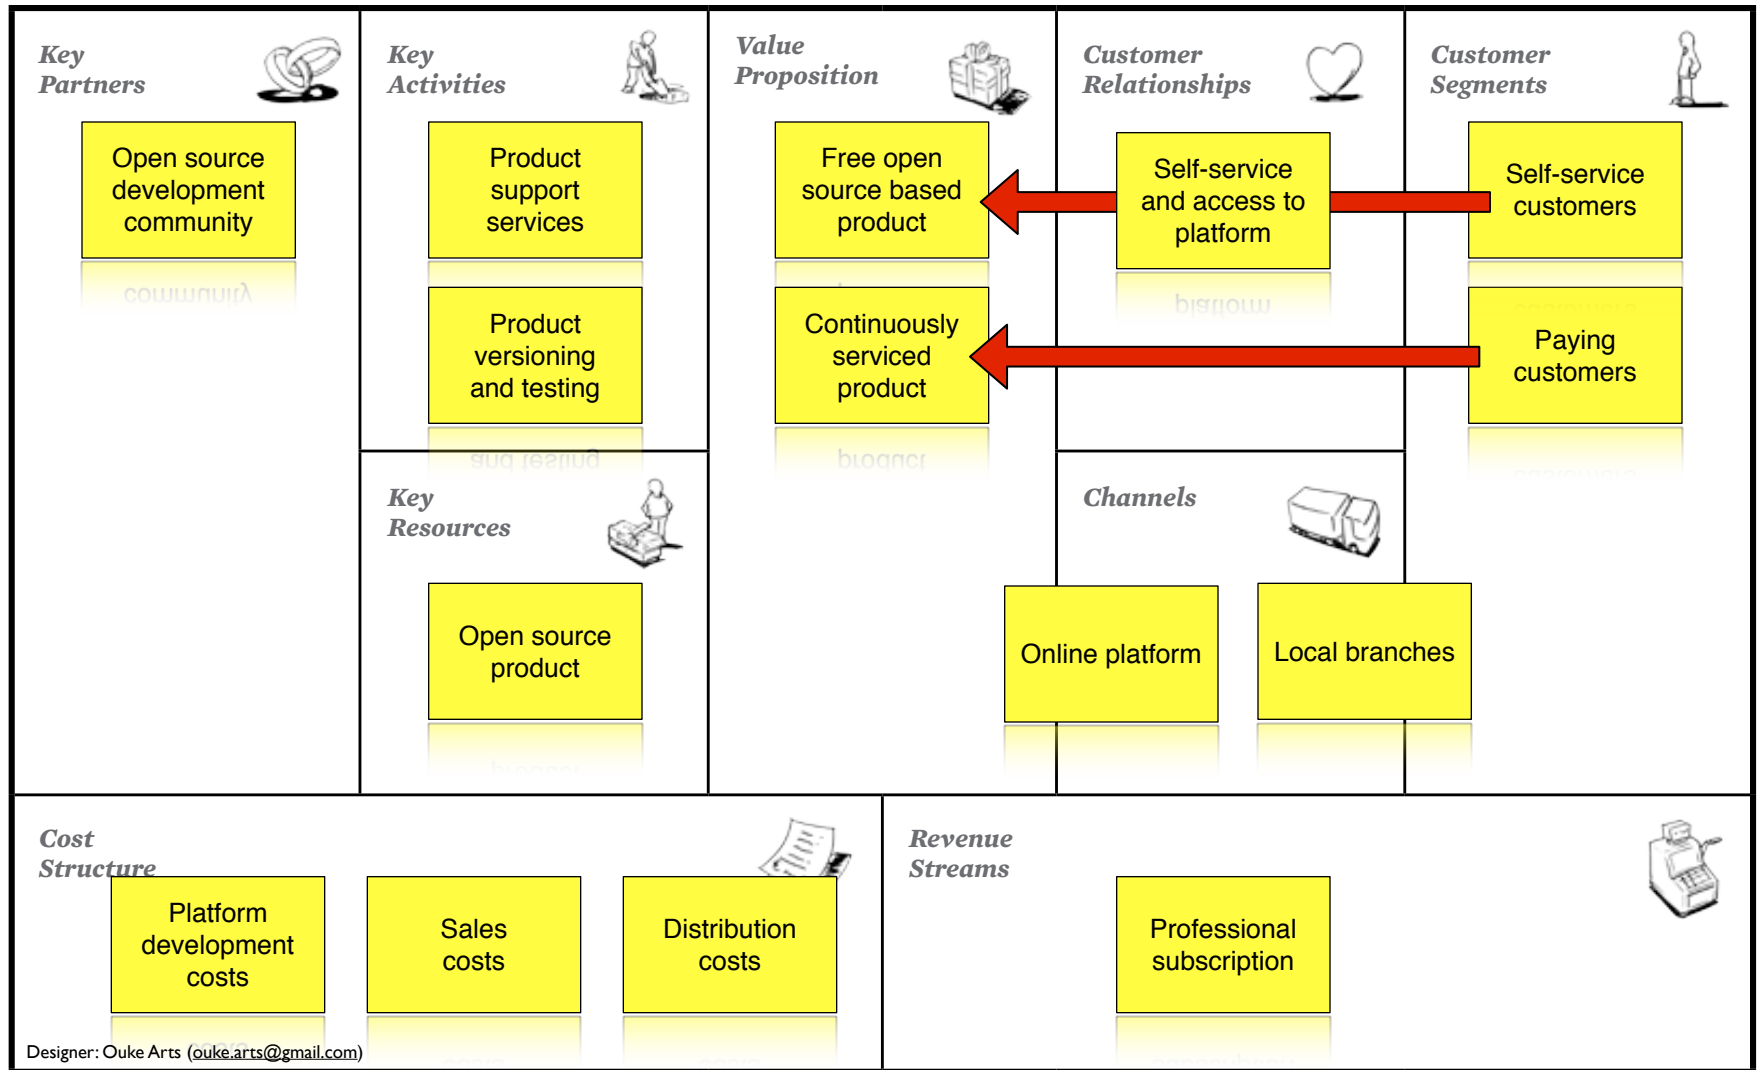 Key
Partners
Open source
development
community
Key
Activities
Product
support
services
Product
versioning
and testing
Key
Resources
Open source
product
Value
Proposition
Free open
source based
product
Continuously
serviced
product
Customer
Relationships
Self-service
and access to
platform
Channels
Online platform
Local branches
Customer
Segments
Self-service
customers
Paying
customers
Cost
Structure
Platform
development
costs
Sales
costs
Distribution
costs
Revenue
Streams
Professional
subscription
Designer: Ouke Arts (ouke.arts@gmail.com)